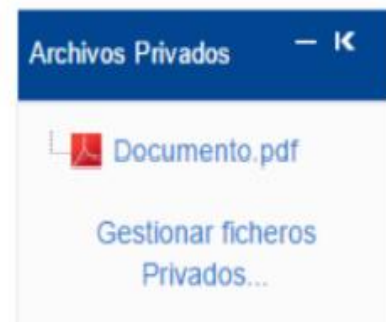 Archivos Privados
Documento.pdf
Gestionar ficheros
Privados...